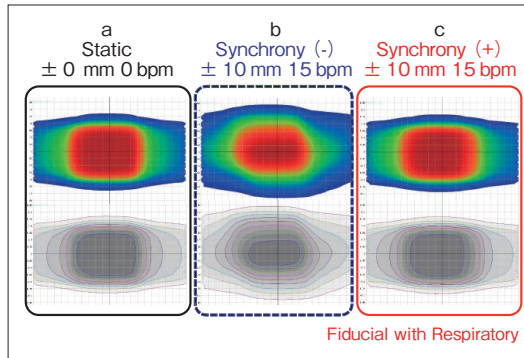 a
Static
± 0 mm 0 bpm
b
Synchrony (-)
± 10 mm 15 bpm
c
Synchrony (+)
± 10 mm 15 bpm
Fiducial with Respiratory